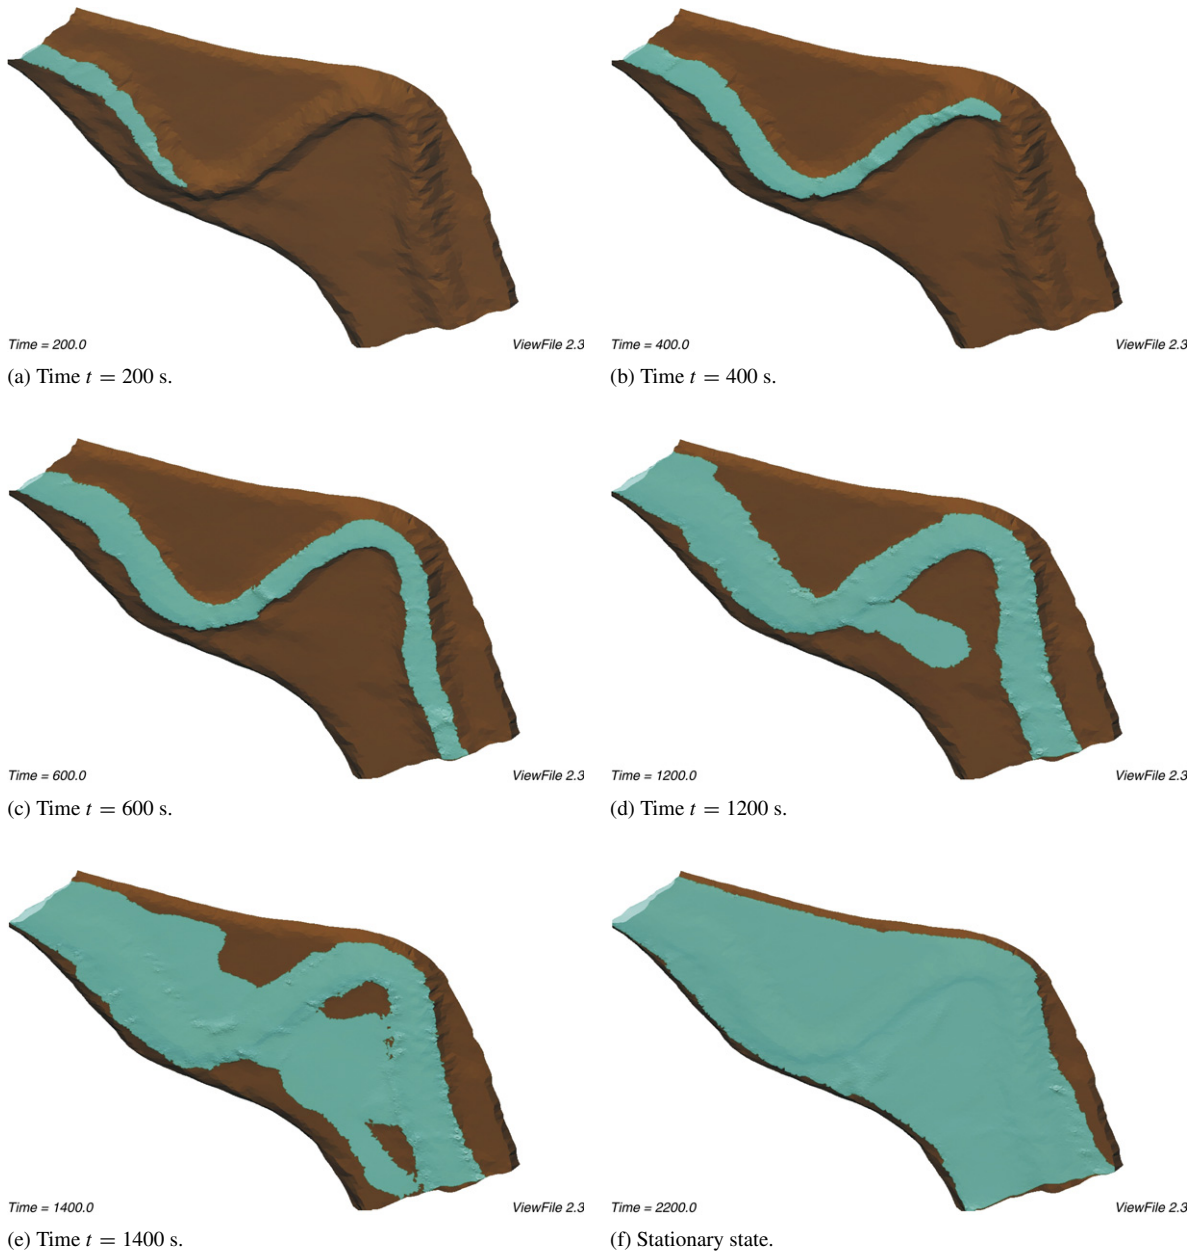 Time = 200.0 ViewFile 2.3
Time = 400.0 ViewFile 2.3
(a) Time t = 200 s.
(b) Time t = 400 s.
Time = 600.0 ViewFile 2.3
Time = 1200.0 ViewFile 2.3
(c) Time t = 600 s.
(d) Time t = 1200 s.
Time = 1400.0 ViewFile 2.3
Time = 2200.0 ViewFile 2.3
(e) Time t = 1400 s.
(f) Stationary state.